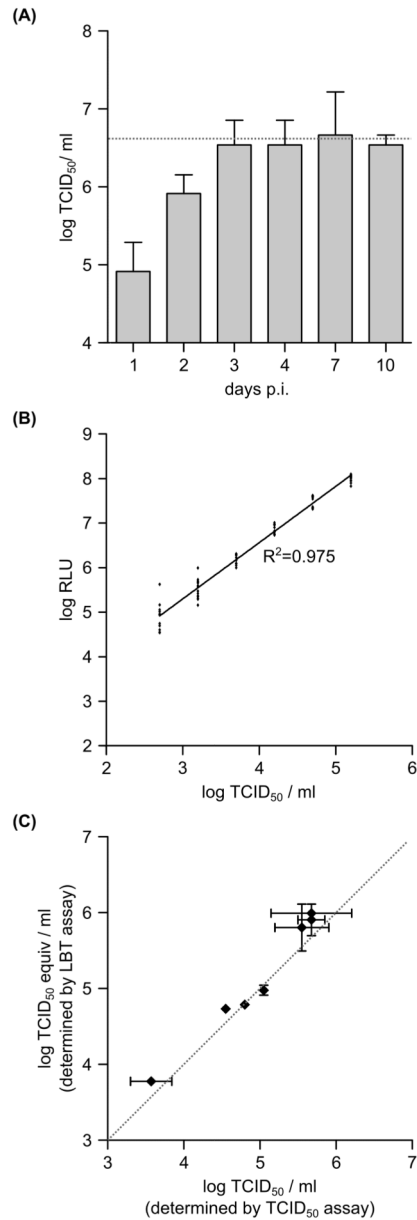 (A)
log TCID50/ ml
7
8
6
5
4
1 2 3 4 7 10
days p.i.
(B)
log RLU
9
8
7
6
5
4
3
2
R2=0.975
2 3 4 5 6
log TCID50 / ml
(C)
log TCID50 equiv / ml
(determined by LBT assay)
7
6
5
4
3
3 4 5 6 7
log TCID50 / ml
(determined by TCID50 assay)